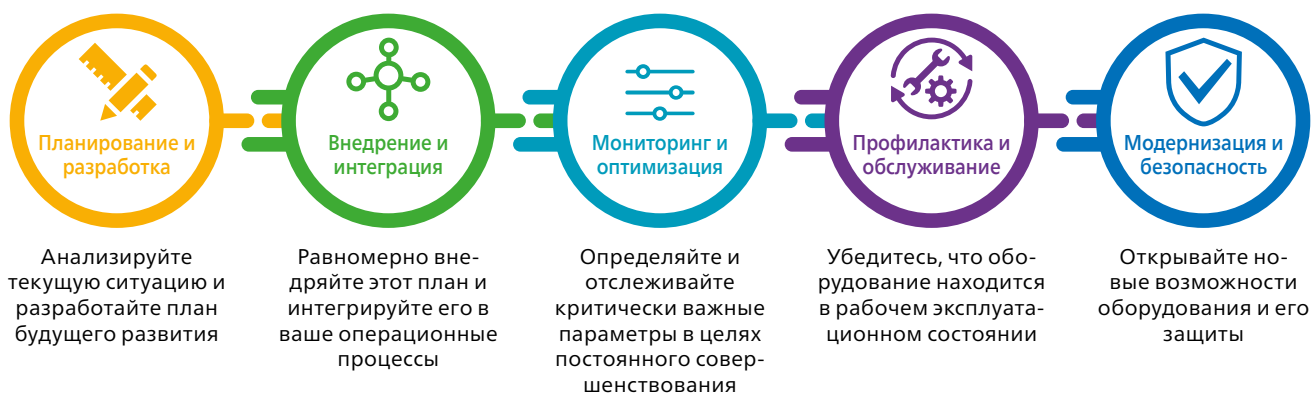 Планирование и
разработка
Внедрение и
интеграция
Мониторинг и
оптимизация
Профилактика и
обслуживание
Модернизация и
безопасность
Анализируйте
текущую ситуацию и
разработайте план
будущего развития
Равномерно вне-
дряйте этот план и
интегрируйте его в
ваше операционные
процессы
Определяйте и
отслеживайте
критически важные
параметры в целях
постоянного совер-
шенствования
Убедитесь, что обо-
рудование находится
в рабочем эксплуата-
ционном состоянии
Открывайте но-
вые возможности
оборудования и его
защиты